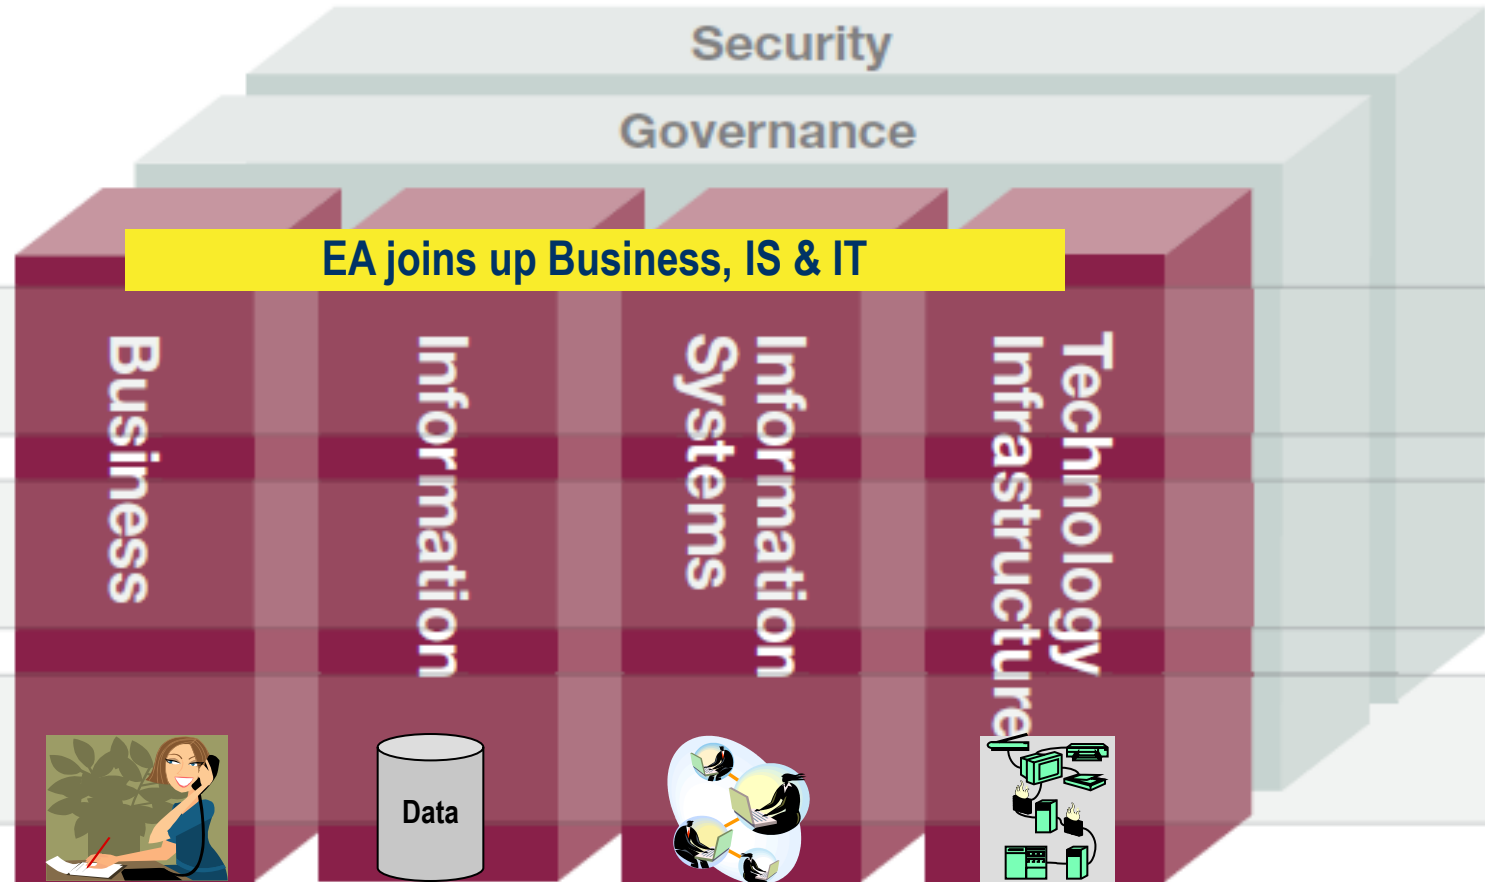 Security
Governance
EA joins up Business, IS & IT
Business
Information
Information
Systems
Technology
Infrastructure
Data